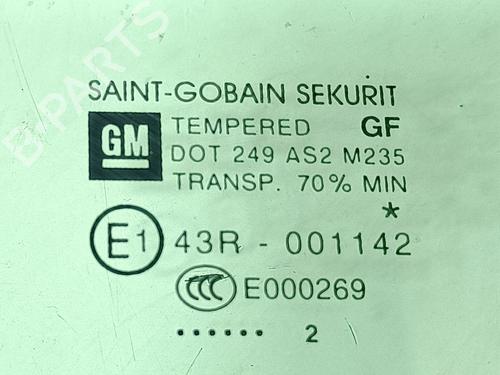 B-PARTS
SAINT-GOBAIN SEKURIT
GM
TEMPERED GF
DOT 249 AS2 M235
TRANSP. 70% MIN
*
E1 43R - 001142
CCC E000269
...... 2